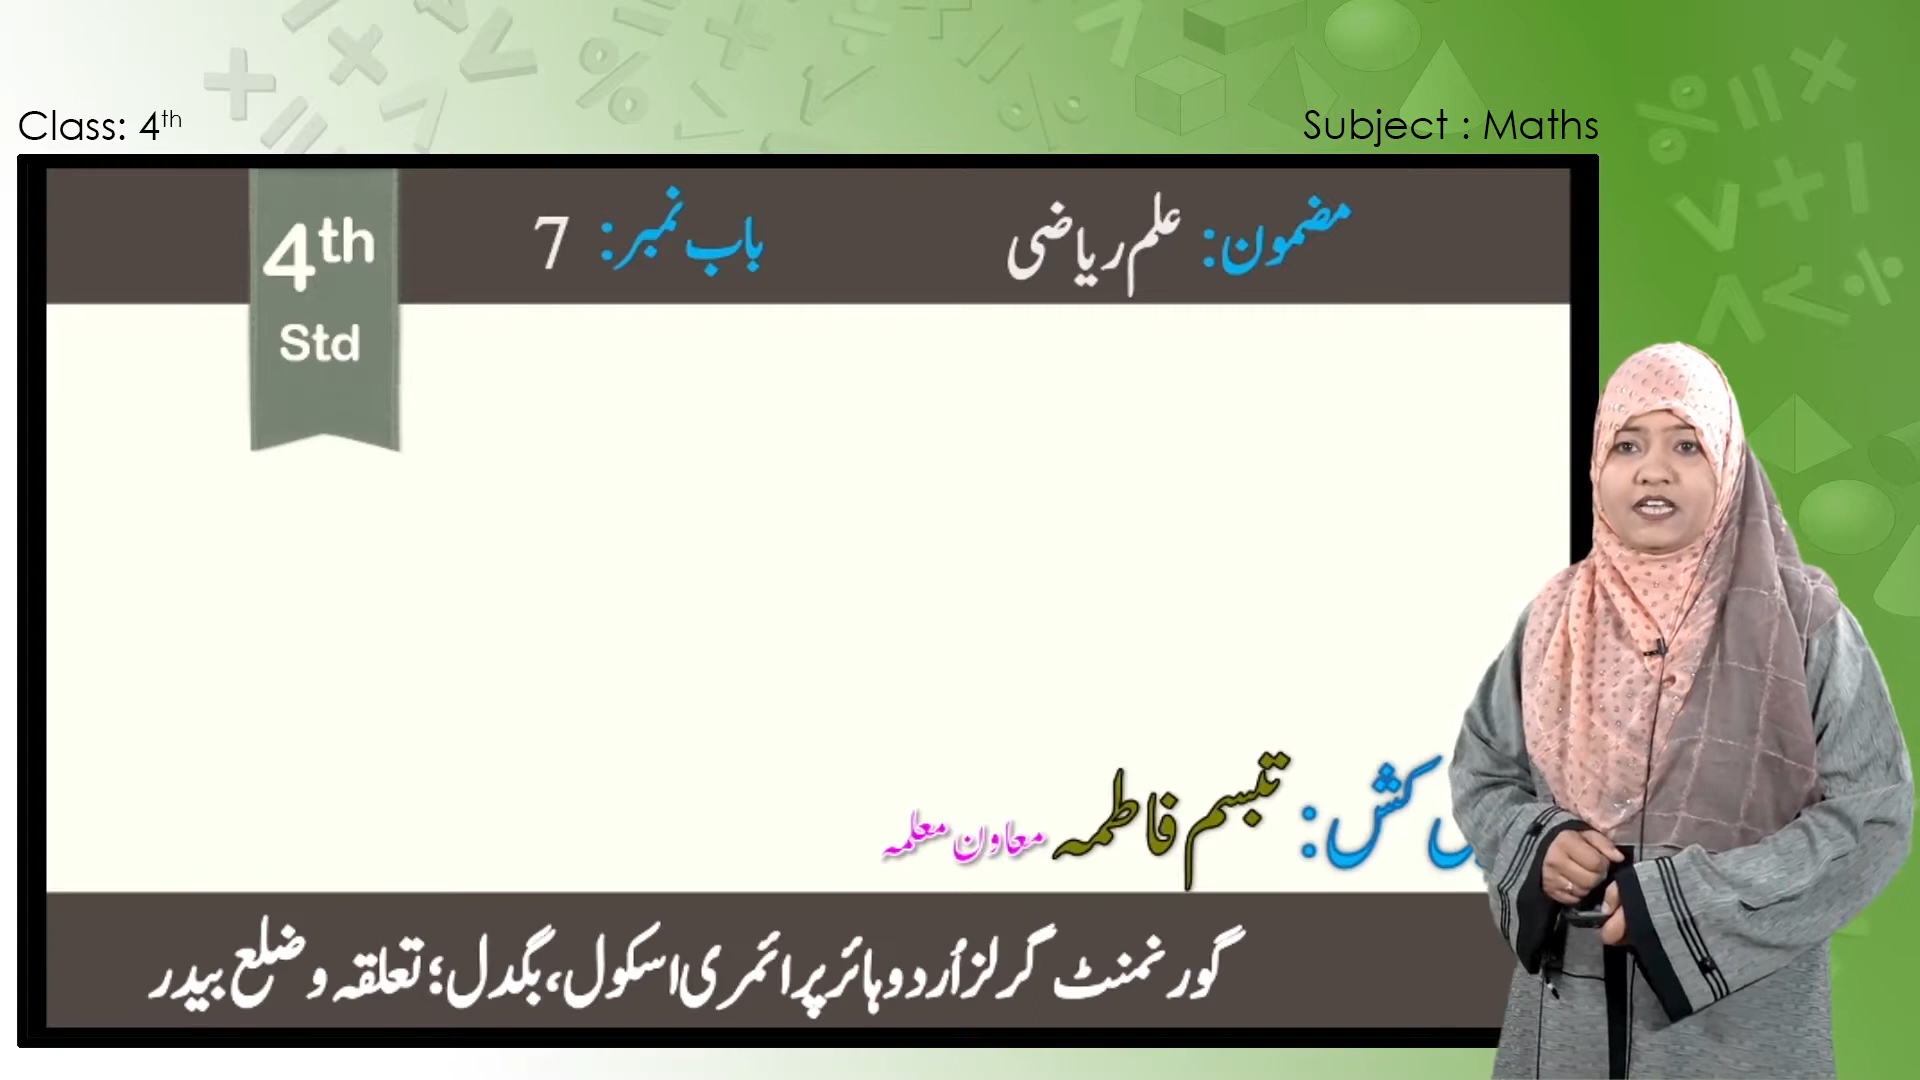 Class: 4th
Subject : Maths
مضمون: علم ریاضی
باب نمبر: 7
4th
Std
کش: تبسم فاطمہ معاون معلمہ
گورنمنٹ گرلز اُردو ہائر پرائمری اسکول، بگدل؛ تعلقہ و ضلع بیدر